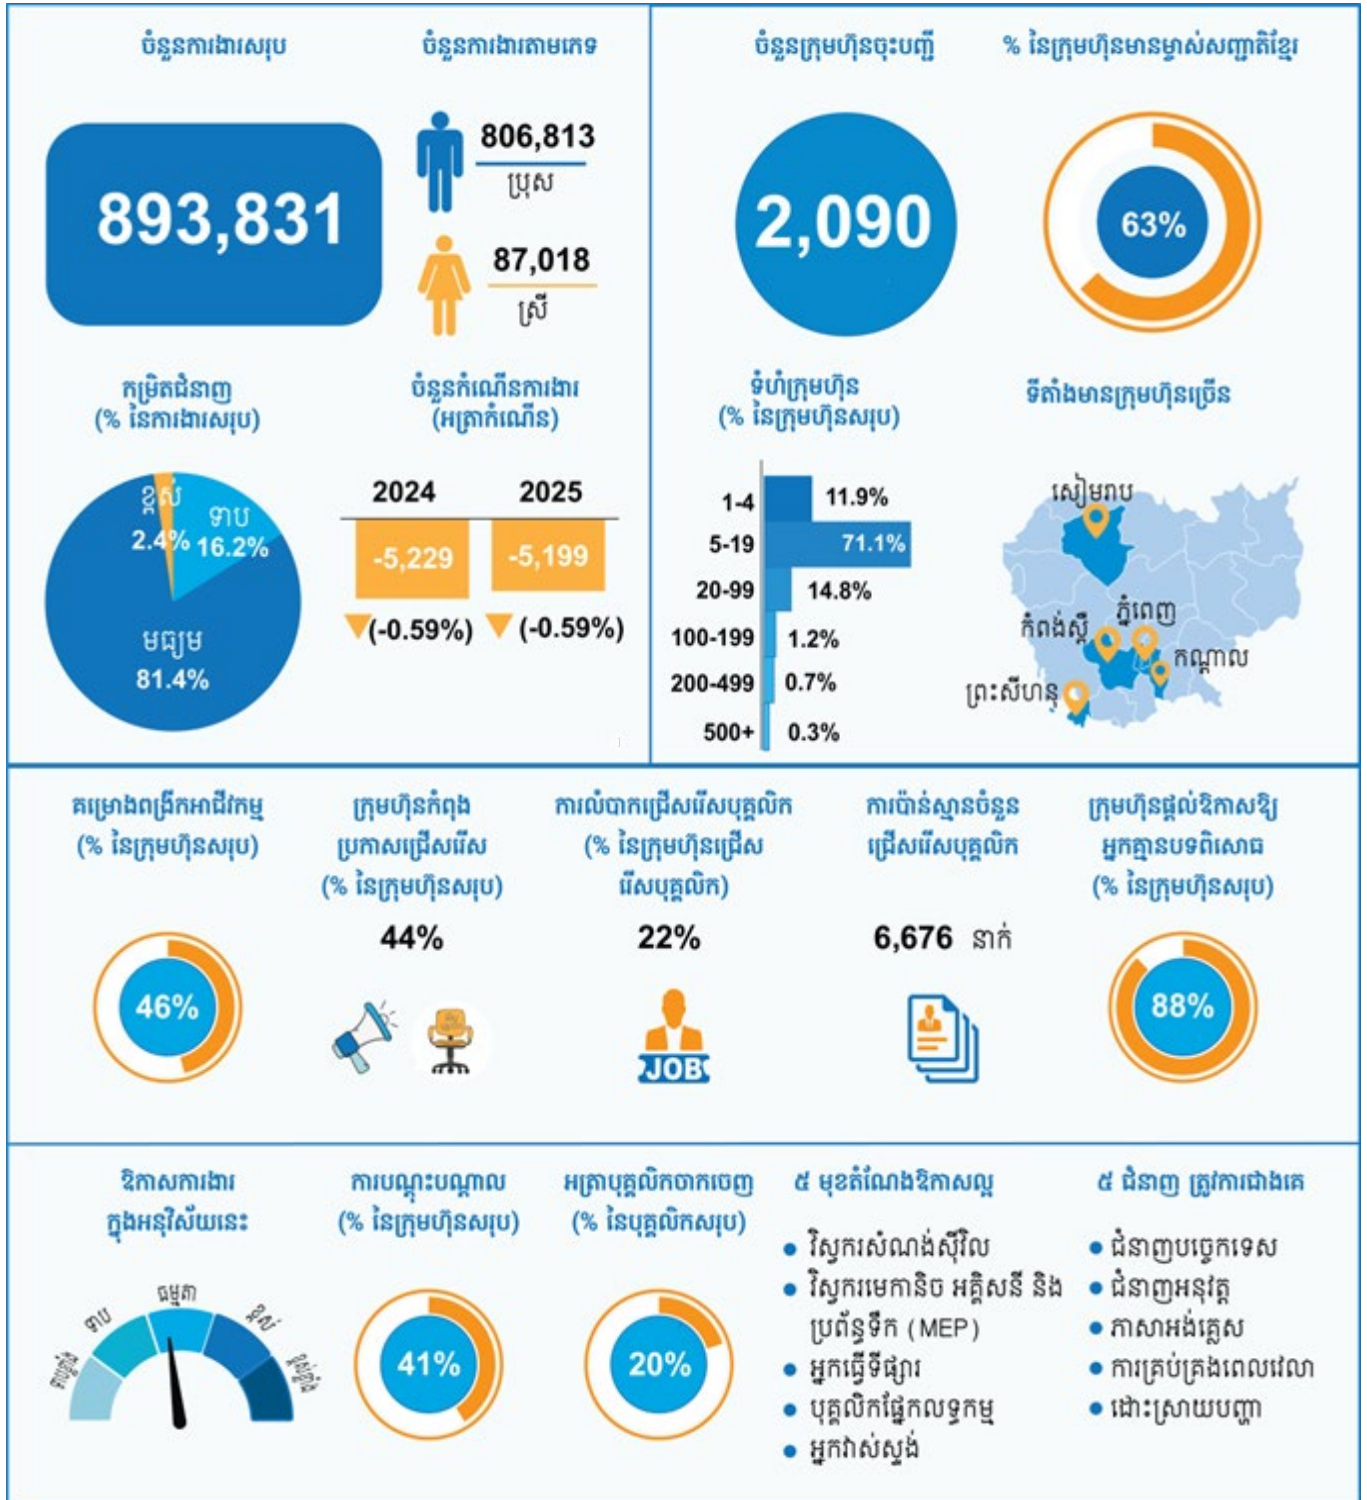 ចំនួនការងារសរុប
893,831
ចំនួនការងារតាមភេទ
806,813
ប្រុស
87,018
ស្រី
កម្រិតជំនាញ
(% នៃការងារសរុប)
ខ្ពស់
2.4%
ទាប
16.2%
មធ្យម
81.4%
ចំនួនកំណើនការងារ
(អត្រាកំណើន)
2024
2025
-5,229
-5,199
(-0.59%)
(-0.59%)
ចំនួនក្រុមហ៊ុនចុះបញ្ជី
2,090
% នៃក្រុមហ៊ុនមានម្ចាស់សញ្ជាតិខ្មែរ
63%
ទំហំក្រុមហ៊ុន
(% នៃក្រុមហ៊ុនសរុប)
1-4 11.9%
5-19 71.1%
20-99 14.8%
100-199 1.2%
200-499 0.7%
500+ 0.3%
ទីតាំងមានក្រុមហ៊ុនច្រើន
សៀមរាប
ភ្នំពេញ
កំពង់ស្ពឺ
កណ្តាល
ព្រះសីហនុ
គម្រោងពង្រីកអាជីវកម្ម
(% នៃក្រុមហ៊ុនសរុប)
46%
ក្រុមហ៊ុនកំពុង
ប្រកាសជ្រើសរើស
(% នៃក្រុមហ៊ុនសរុប)
44%
ការលំបាកជ្រើសរើសបុគ្គលិក
(% នៃក្រុមហ៊ុនជ្រើស
រើសបុគ្គលិក)
22%
JOB
ការប៉ាន់ស្មានចំនួន
ជ្រើសរើសបុគ្គលិក
6,676 នាក់
ក្រុមហ៊ុនផ្តល់ឱកាសឱ្យ
អ្នកគ្មានបទពិសោធ
(% នៃក្រុមហ៊ុនសរុប)
88%
ឱកាសការងារ
ក្នុងអនុវិស័យនេះ
ទាបខ្លាំង
ទាប
ធម្មតា
ខ្ពស់
ខ្ពស់ខ្លាំង
ការបណ្តុះបណ្តាល
(% នៃក្រុមហ៊ុនសរុប)
41%
អត្រាបុគ្គលិកចាកចេញ
(% នៃបុគ្គលិកសរុប)
20%
៥ មុខតំណែងឱកាសល្អ
● វិស្វករសំណង់ស៊ីវិល
● វិស្វករមេកានិច អគ្គិសនី និង
ប្រព័ន្ធទឹក (MEP)
● អ្នកធ្វើទីផ្សារ
● បុគ្គលិកផ្នែកលទ្ធកម្ម
● អ្នកវាស់ស្ទង់
៥ ជំនាញ ត្រូវការជាងគេ
● ជំនាញបច្ចេកទេស
● ជំនាញអនុវត្ត
● ភាសាអង់គ្លេស
● ការគ្រប់គ្រងពេលវេលា
● ដោះស្រាយបញ្ហា